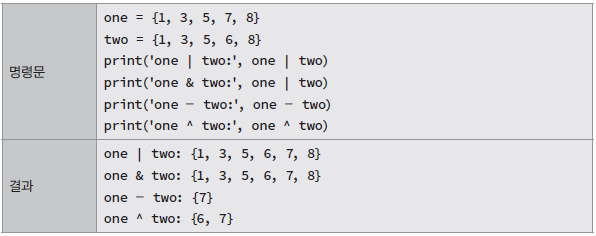 명령문
one = {1, 3, 5, 7, 8}
two = {1, 3, 5, 6, 8}
print('one | two:', one | two)
print('one & two:', one | two)
print('one − two:', one − two)
print('one ^ two:', one ^ two)
결과
one | two: {1, 3, 5, 6, 7, 8}
one & two: {1, 3, 5, 6, 7, 8}
one − two: {7}
one ^ two: {6, 7}